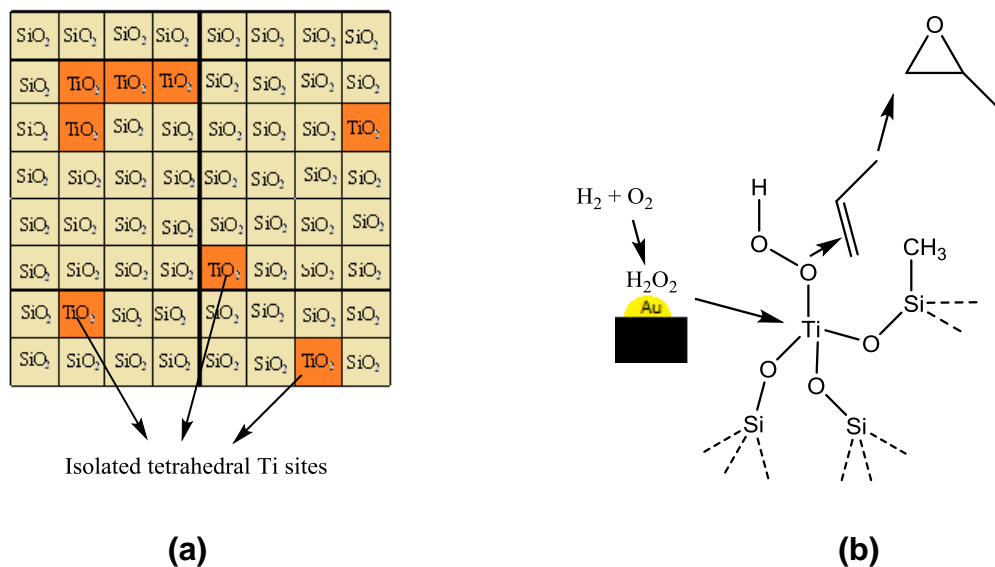 SiO₂ SiO₂ SiO₂ SiO₂ SiO₂ SiO₂ SiO₂ SiO₂
SiO₂ TiO₂ TiO₂ TiO₂ SiO₂ SiO₂ SiO₂ SiO₂
SiO₂ TiO₂ SiO₂ SiO₂ SiO₂ SiO₂ SiO₂ TiO₂
SiO₂ SiO₂ SiO₂ SiO₂ SiO₂ SiO₂ SiO₂ SiO₂
SiO₂ SiO₂ SiO₂ SiO₂ SiO₂ SiO₂ SiO₂ SiO₂
SiO₂ SiO₂ SiO₂ SiO₂ TiO₂ SiO₂ SiO₂ SiO₂
SiO₂ TiO₂ SiO₂ SiO₂ SiO₂ SiO₂ SiO₂ SiO₂
SiO₂ SiO₂ SiO₂ SiO₂ SiO₂ SiO₂ TiO₂ SiO₂
Isolated tetrahedral Ti sites
(a)
O
H₂ + O₂
H
O
O
CH₃
H₂O₂
Au
Si
Ti
O
O
O
Si
Si
(b)